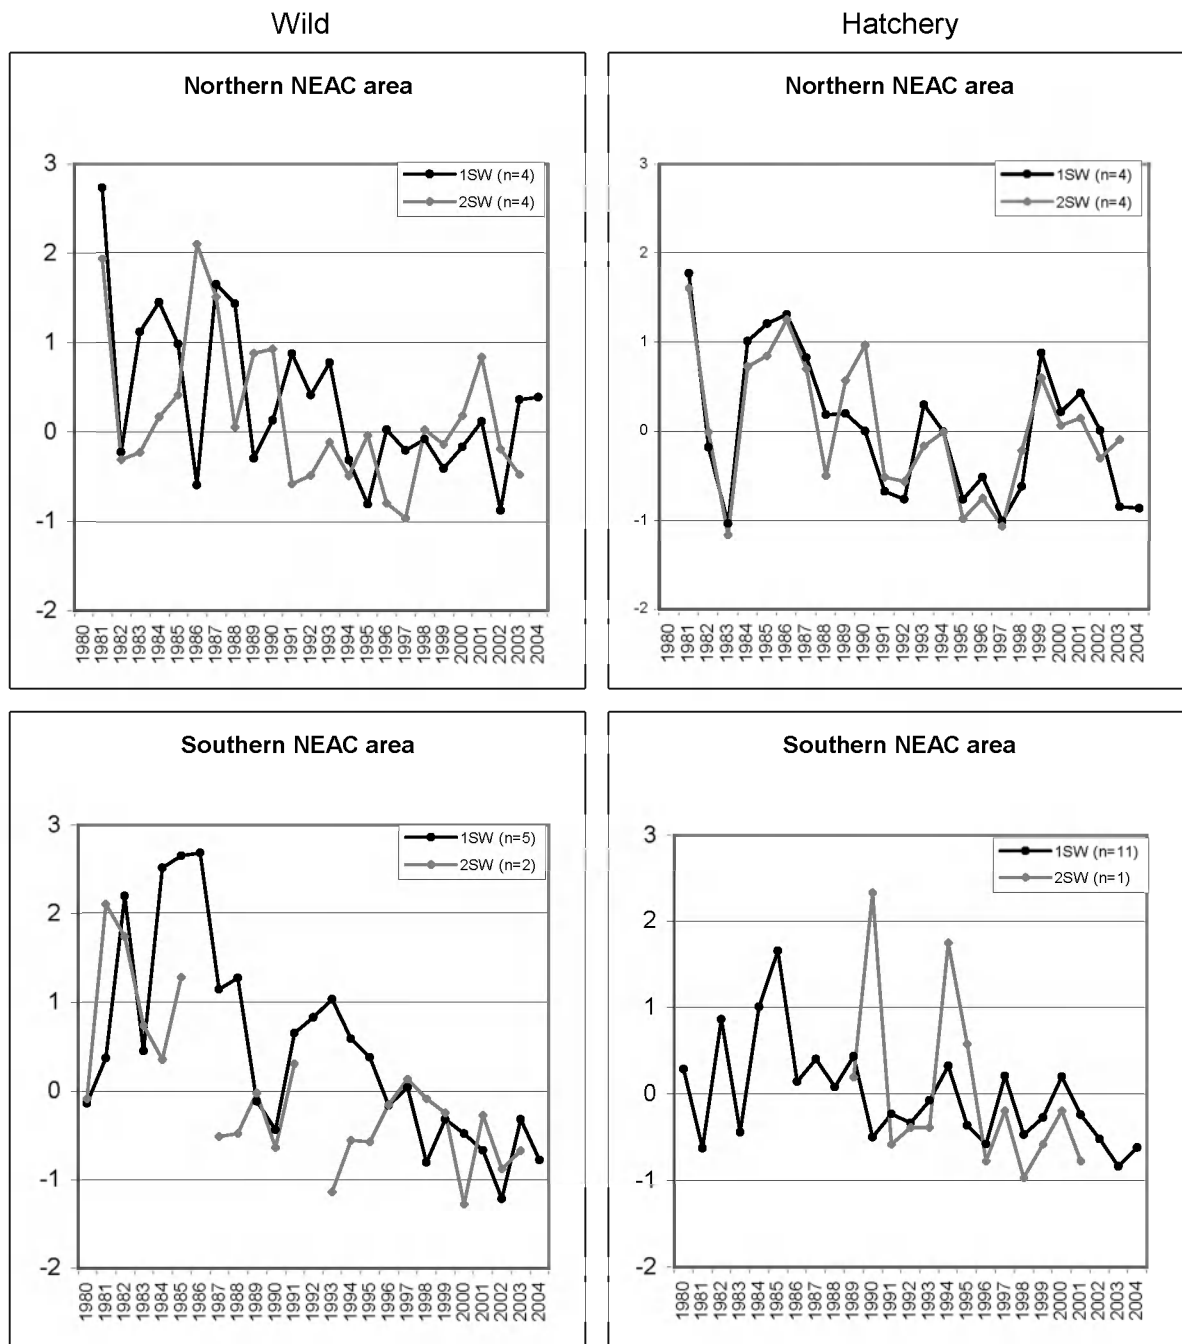 Wild
Hatchery
Northern NEAC area
3
2
1
0
-1
-2
1SW (n=4)
2SW (n=4)
1980 1981 1982 1983 1984 1985 1986 1987 1988 1989 1990 1991 1992 1993 1994 1995 1996 1997 1998 1999 2000 2001 2002 2003 2004
Northern NEAC area
3
2
1
0
-1
-2
1SW (n=4)
2SW (n=4)
1980 1981 1982 1983 1984 1985 1986 1987 1988 1989 1990 1991 1992 1993 1994 1995 1996 1997 1998 1999 2000 2001 2002 2003 2004
Southern NEAC area
3
2
1
0
-1
-2
1SW (n=5)
2SW (n=2)
1980 1981 1982 1983 1984 1985 1986 1987 1988 1989 1990 1991 1992 1993 1994 1995 1996 1997 1998 1999 2000 2001 2002 2003 2004
Southern NEAC area
3
2
1
0
-1
-2
1SW (n=11)
2SW (n=1)
1980 1981 1982 1983 1984 1985 1986 1987 1988 1989 1990 1991 1992 1993 1994 1995 1996 1997 1998 1999 2000 2001 2002 2003 2004